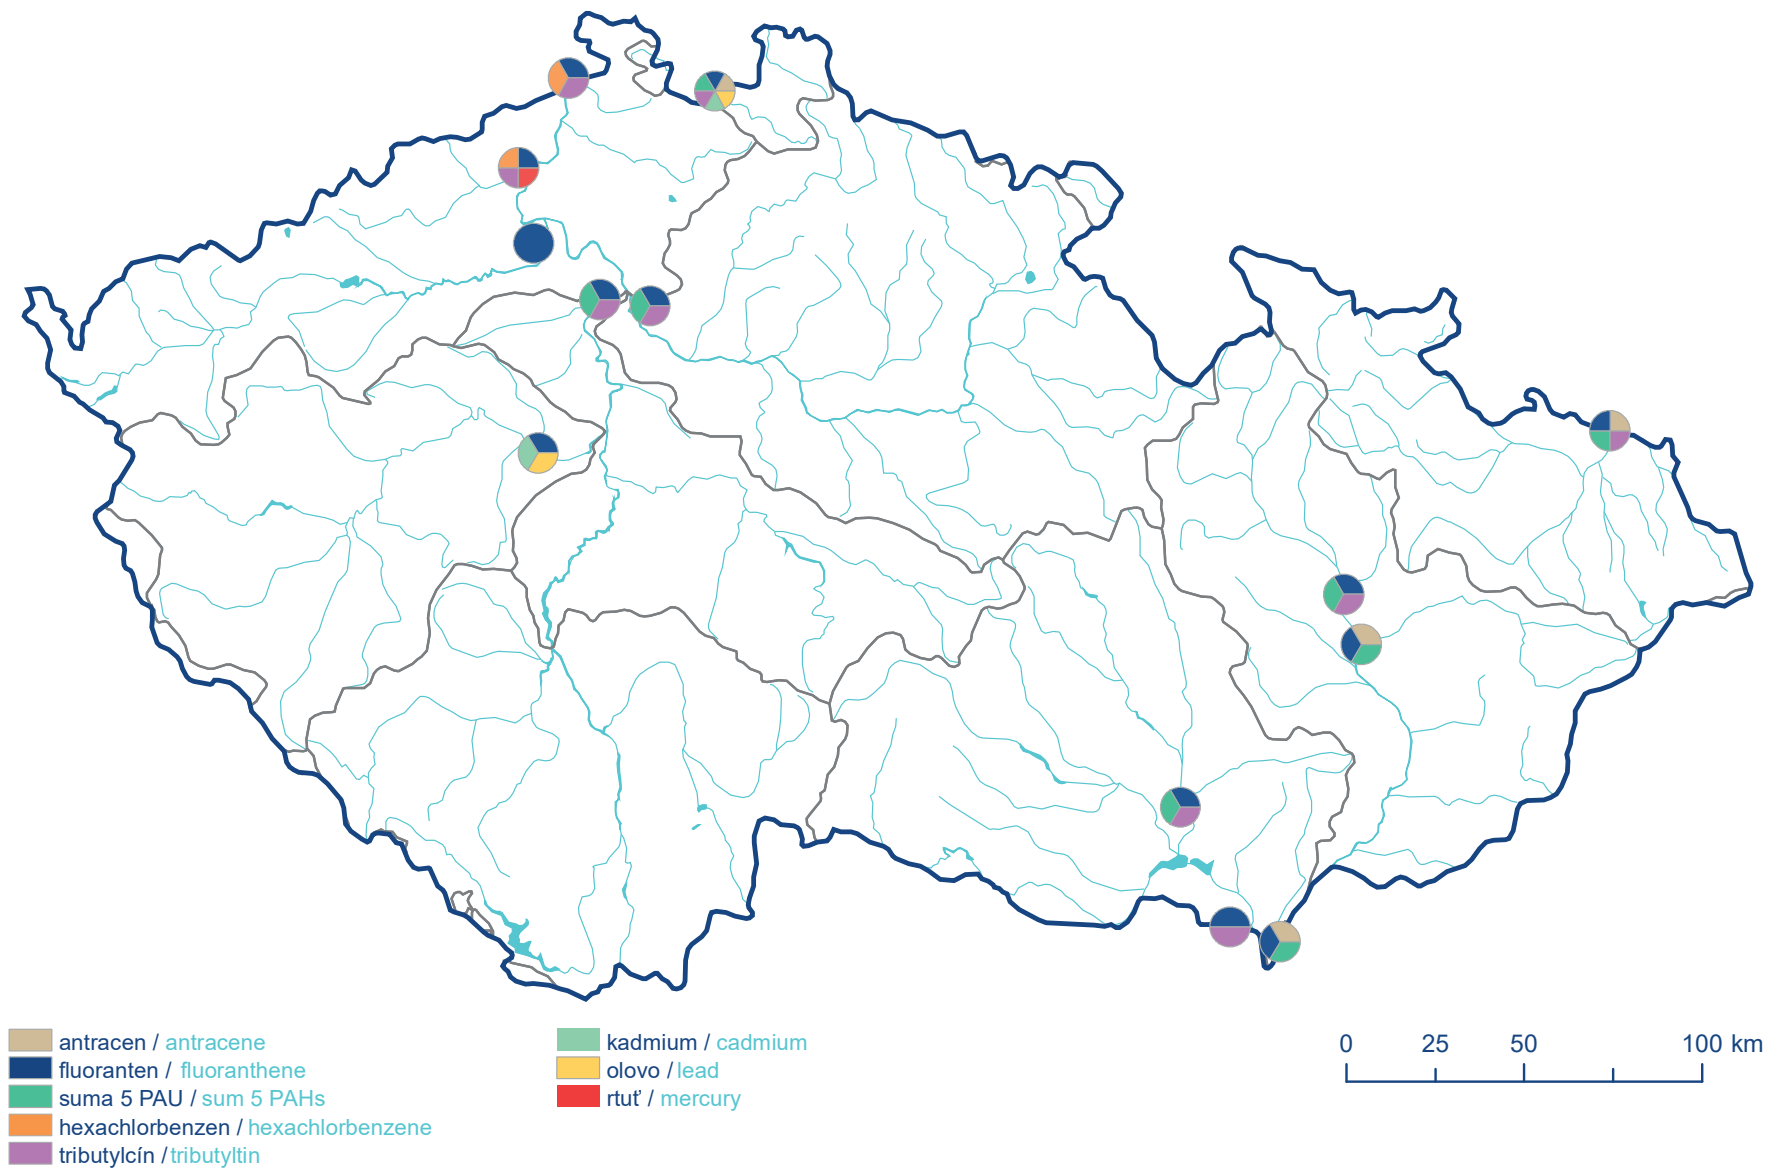 antracen / antracene
fluoranten / fluoranthene
suma 5 PAU / sum 5 PAHs
hexachlorbenzen / hexachlorbenzene
tributylcín / tributyltin
kadmium / cadmium
olovo / lead
rtuť / mercury
0 25 50 100 km